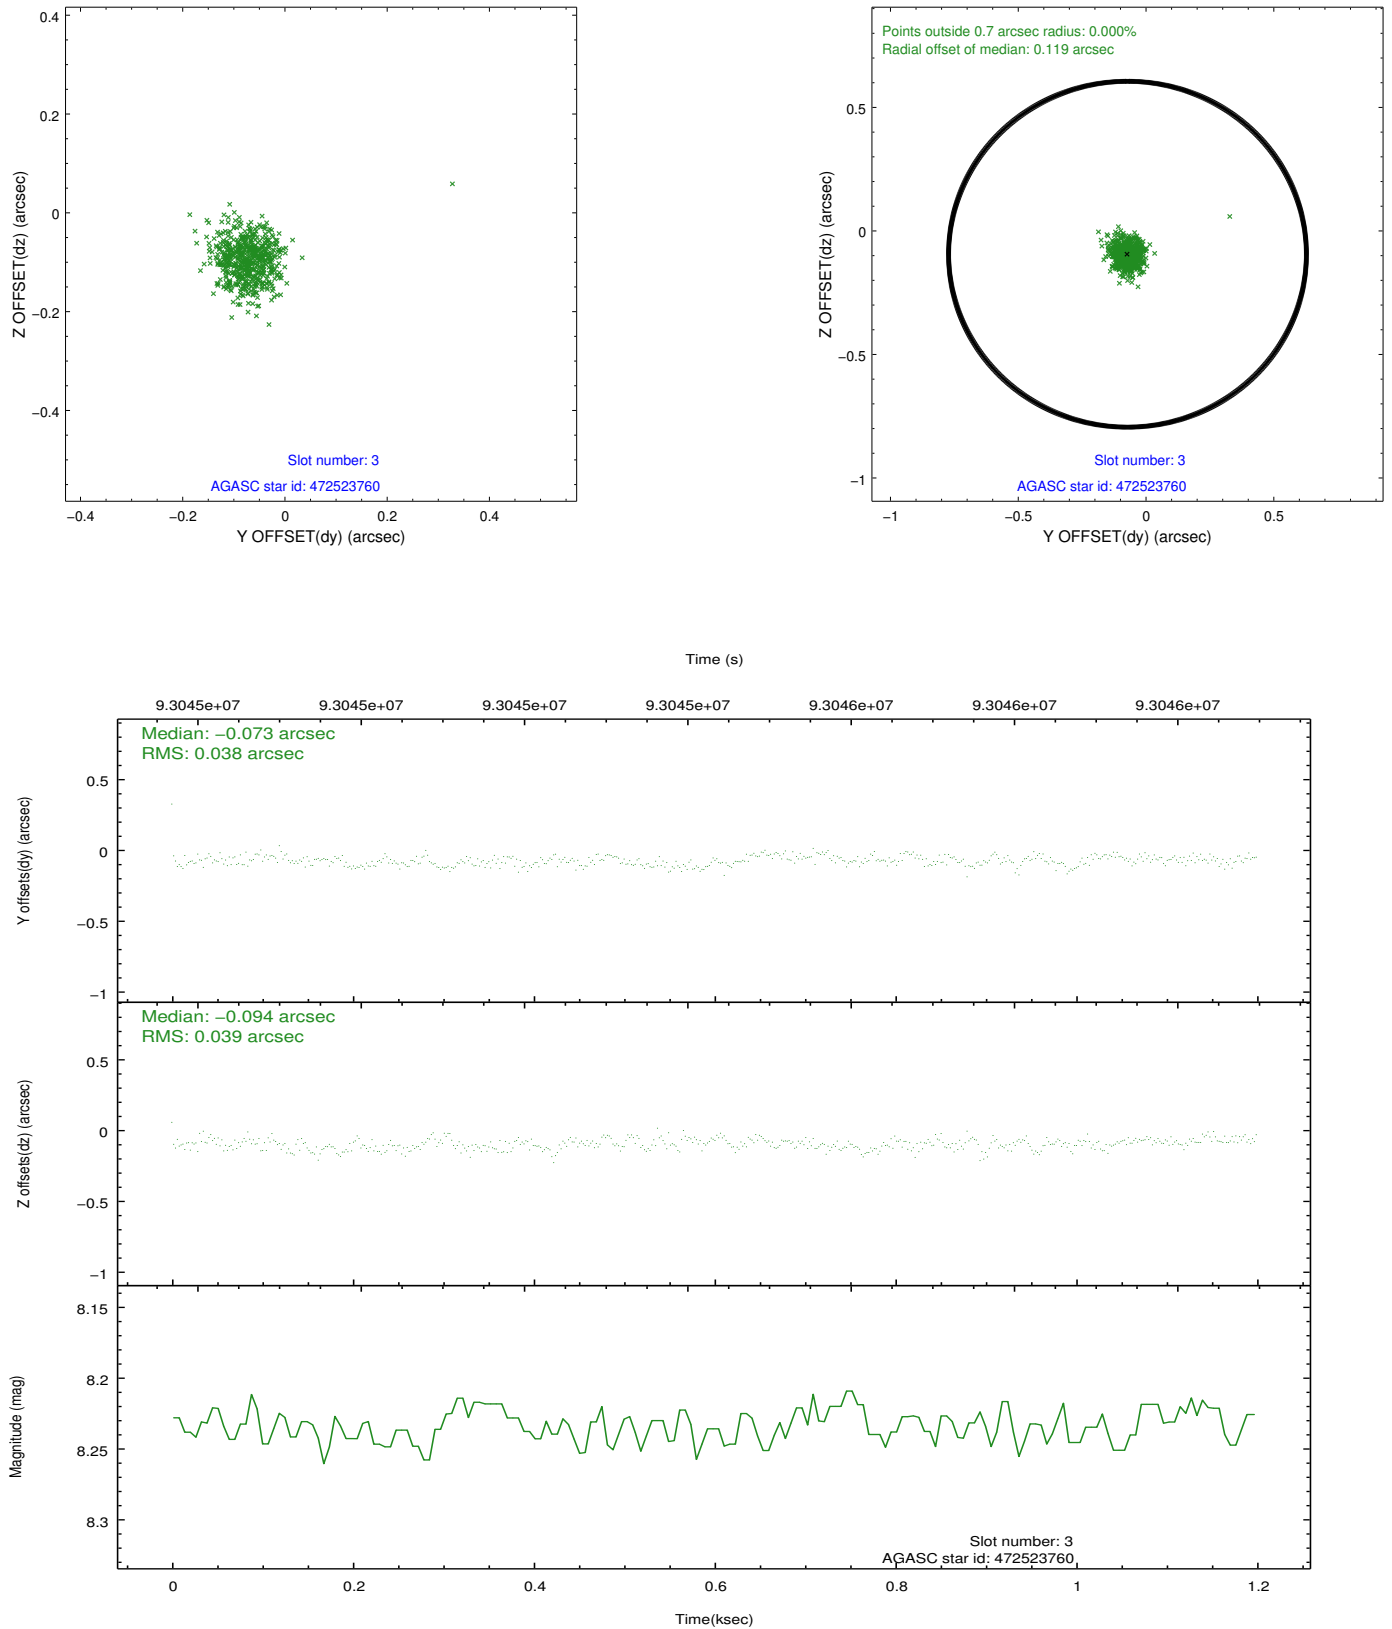 0.4
0.2
0
−0.2
−0.4
Z OFFSET(dz) (arcsec)
Slot number: 3
AGASC star id: 472523760
−0.4 −0.2 0 0.2 0.4
Y OFFSET(dy) (arcsec)
Points outside 0.7 arcsec radius: 0.000%
Radial offset of median: 0.119 arcsec
0.5
0
−0.5
−1
Z OFFSET(dz) (arcsec)
Slot number: 3
AGASC star id: 472523760
−1 −0.5 0 0.5
Y OFFSET(dy) (arcsec)
Time (s)
9.3045e+07 9.3045e+07 9.3045e+07 9.3045e+07 9.3046e+07 9.3046e+07 9.3046e+07
Median: −0.073 arcsec
RMS: 0.038 arcsec
0.5
0
−0.5
−1
Y offsets(dy) (arcsec)
Median: −0.094 arcsec
RMS: 0.039 arcsec
0.5
0
−0.5
−1
Z offsets(dz) (arcsec)
8.15
8.2
8.25
8.3
Magnitude (mag)
Slot number: 3
AGASC star id: 472523760
0 0.2 0.4 0.6 0.8 1 1.2
Time(ksec)